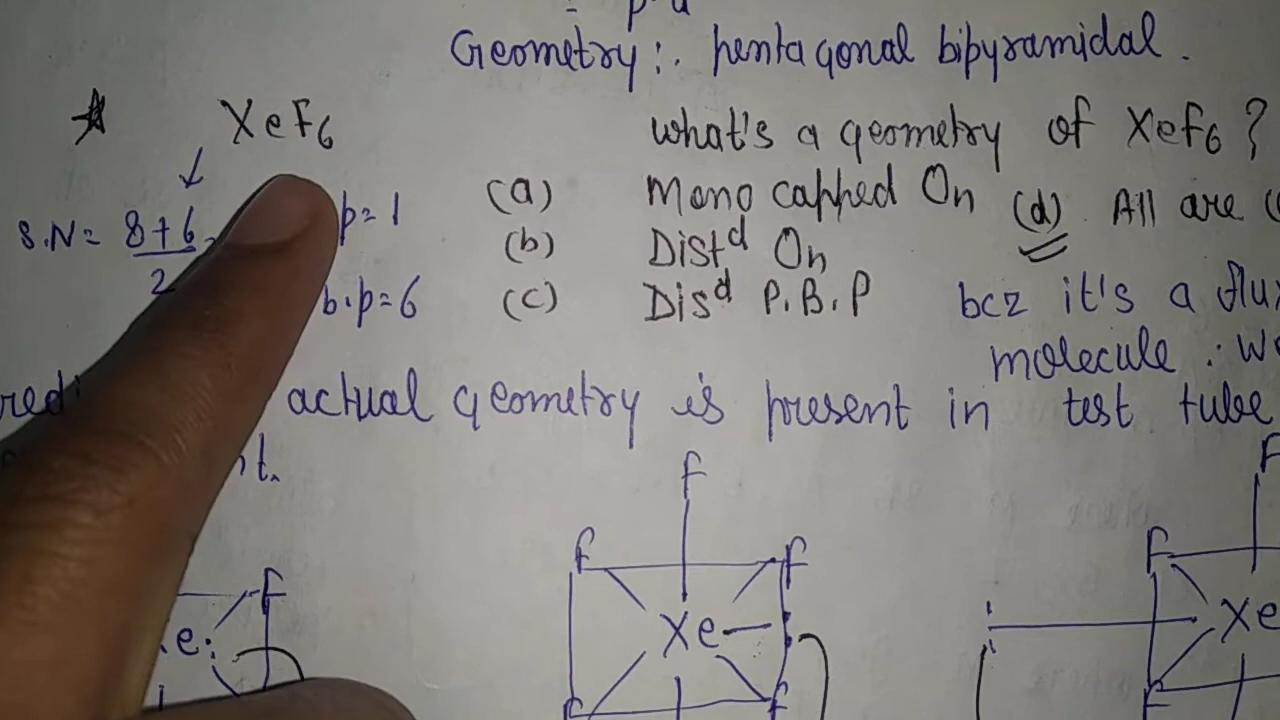 Geometry :. pentagonal bipyramidal.
XeF6 what's a geometry of XeF6 ?
S.N = 8+6 p = 1 (a) Mono capped On (d). All are
2 (b) Distd On
b.p = 6 (c) Disd P.B.P bcz it's a
molecule :
actual geometry is present in test tube
F
F F
Xe
F F
F
F
F
Xe
F